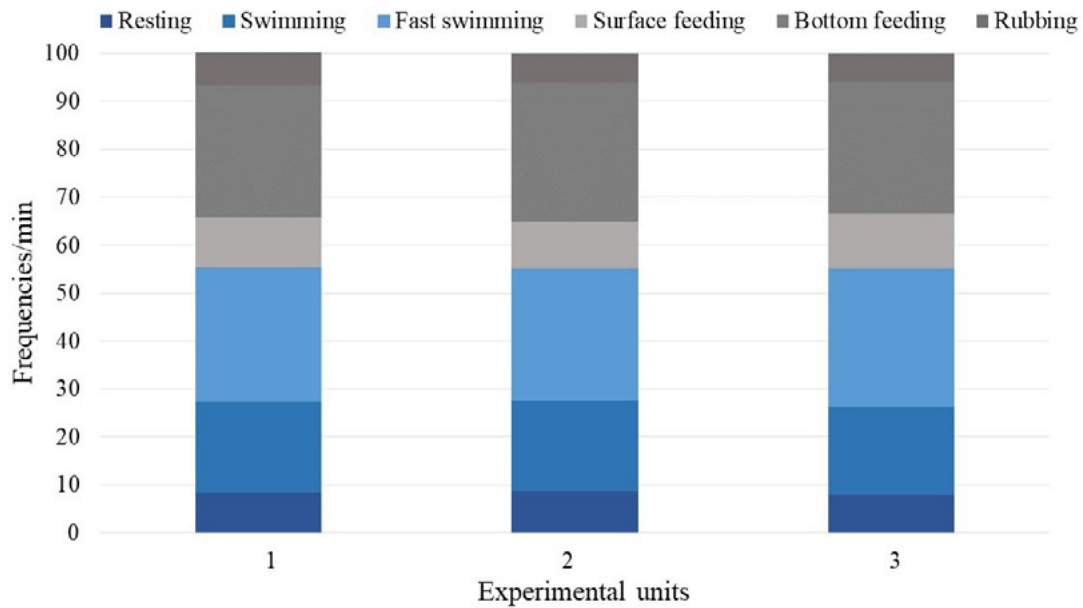 Resting Swimming Fast swimming Surface feeding Bottom feeding Rubbing
100
90
80
70
60
50
40
30
20
10
0
Frequencies/min
1 2 3
Experimental units